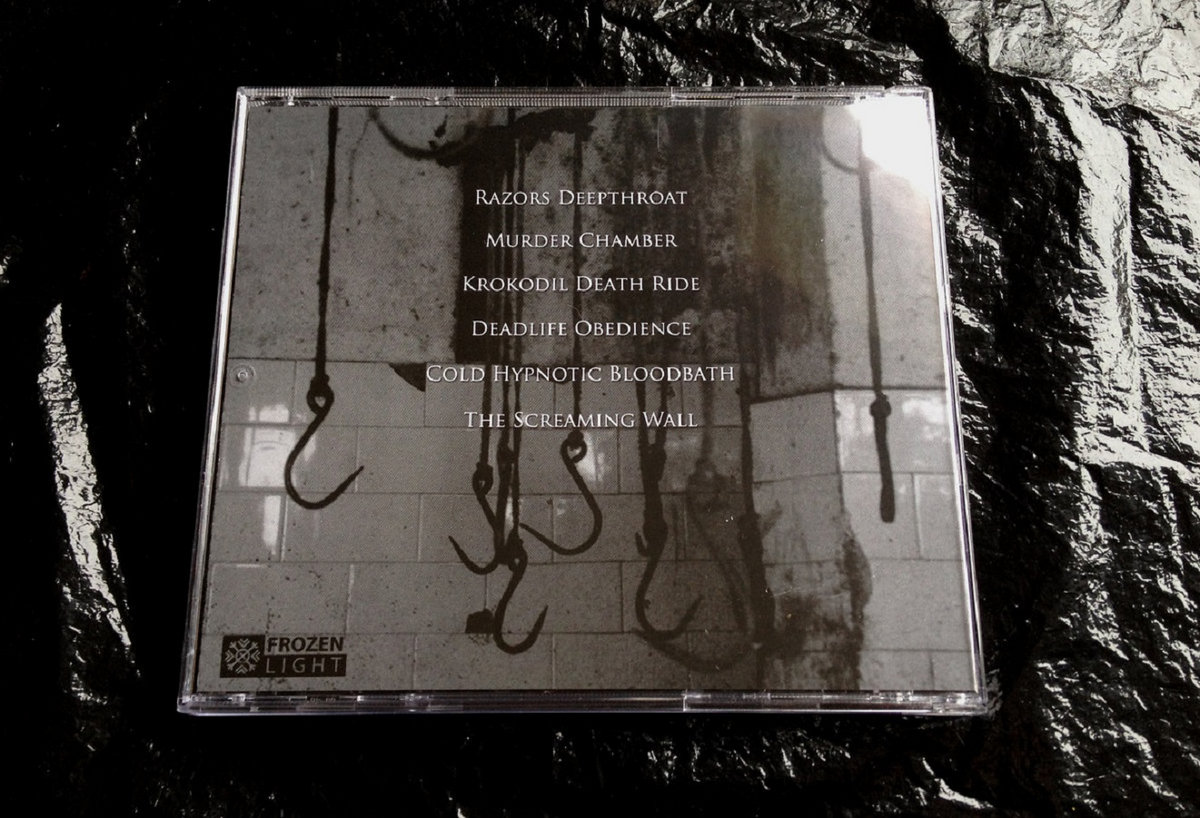 Razors Deepthroat
Murder Chamber
Krokodil Death Ride
Deadlife Obedience
Cold Hypnotic Bloodbath
The Screaming Wall
FROZEN
LIGHT